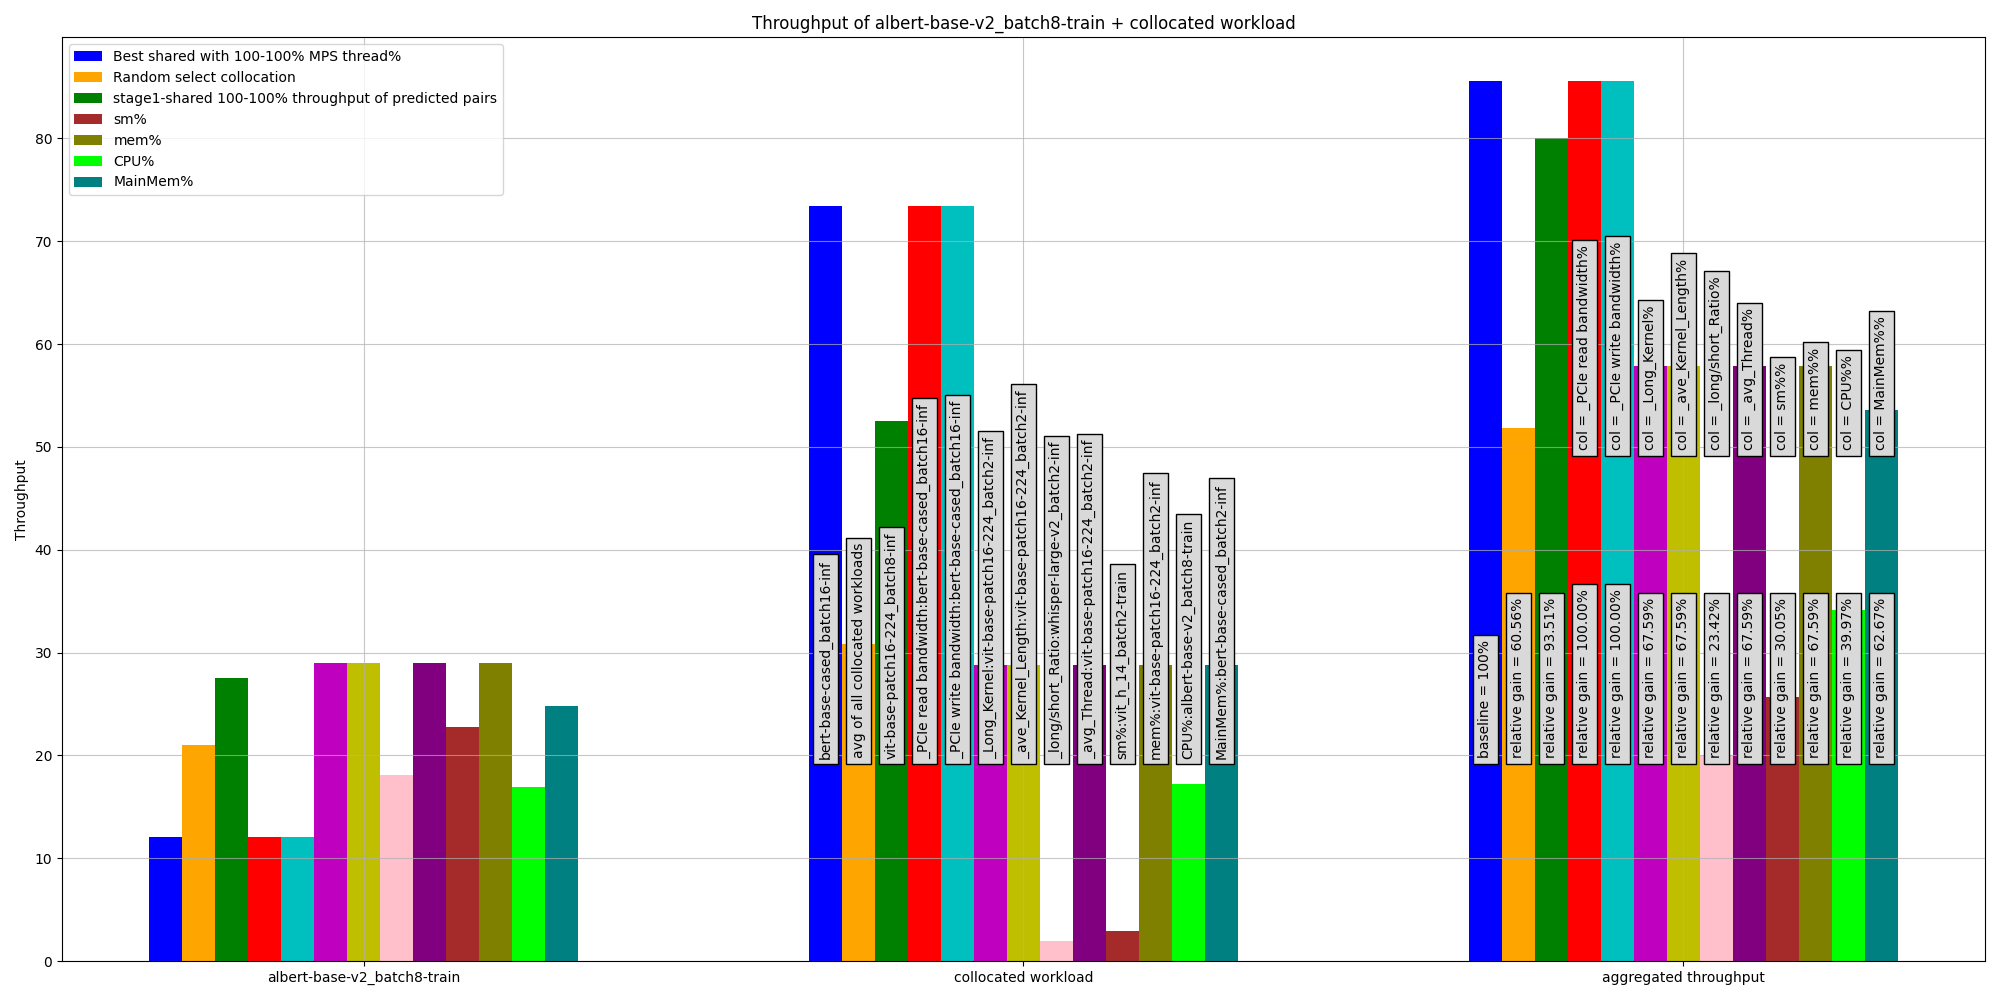 Throughput of albert-base-v2_batch8-train + collocated workload
Best shared with 100-100% MPS thread%
Random select collocation
stage1-shared 100-100% throughput of predicted pairs
sm%
mem%
CPU%
MainMem%
Throughput
80
70
60
50
40
30
20
10
0
bert-base-cased_batch16-inf
avg of all collocated workloads
vit-base-patch16-224_batch8-inf
_PCIe read bandwidth:bert-base-cased_batch16-inf
_PCIe write bandwidth:bert-base-cased_batch16-inf
_Long_Kernel:vit-base-patch16-224_batch2-inf
_ave_Kernel_Length:vit-base-patch16-224_batch2-inf
_long/short_Ratio:whisper-large-v2_batch2-inf
_avg_Thread:vit-base-patch16-224_batch2-inf
sm%:vit_h_14_batch2-train
mem%:vit-base-patch16-224_batch2-inf
CPU%:albert-base-v2_batch8-train
MainMem%:bert-base-cased_batch2-inf
col = _PCIe read bandwidth%
col = _PCIe write bandwidth%
col = _Long_Kernel%
col = _ave_Kernel_Length%
col = _long/short_Ratio%
col = _avg_Thread%
col = sm%%
col = mem%%
col = CPU%%
col = MainMem%%
baseline = 100%
relative gain = 60.56%
relative gain = 93.51%
relative gain = 100.00%
relative gain = 100.00%
relative gain = 67.59%
relative gain = 67.59%
relative gain = 23.42%
relative gain = 67.59%
relative gain = 30.05%
relative gain = 67.59%
relative gain = 39.97%
relative gain = 62.67%
albert-base-v2_batch8-train
collocated workload
aggregated throughput